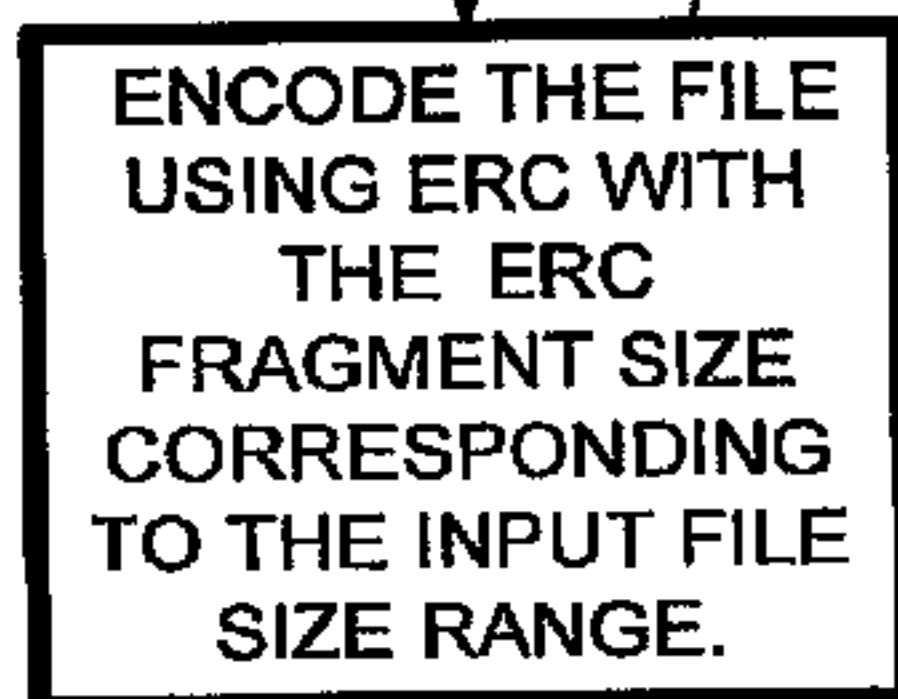 ENCODE THE FILE
USING ERC WITH
THE ERC
FRAGMENT SIZE
CORRESPONDING
TO THE INPUT FILE
SIZE RANGE.